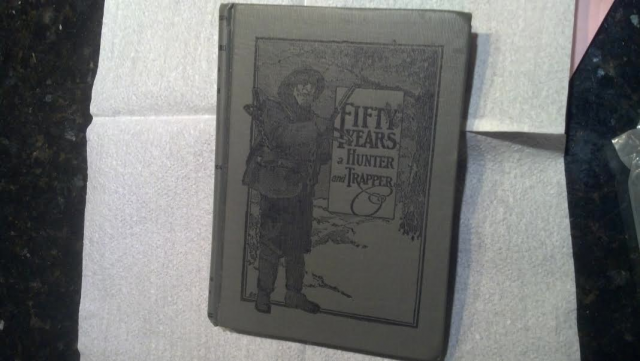 FIFTY
YEARS
a HUNTER
and TRAPPER